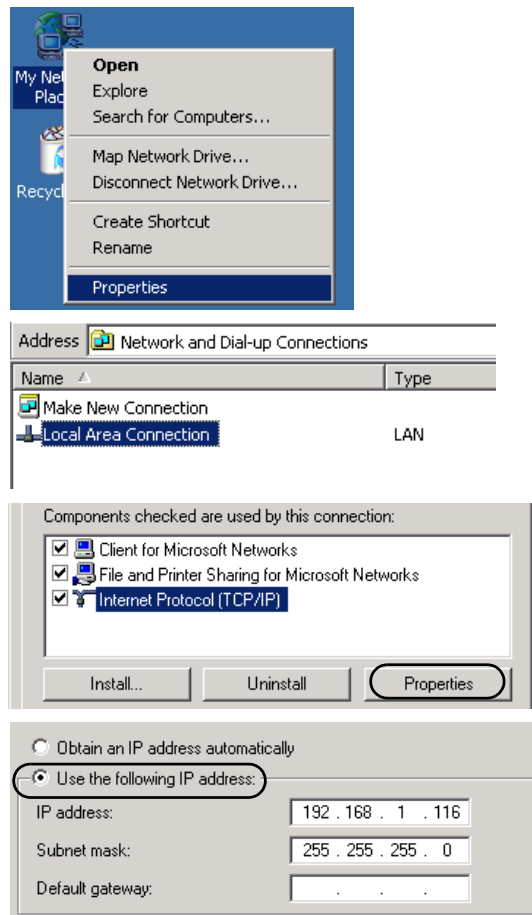 My Ne
Plac
Recycl
Open
Explore
Search for Computers...
Map Network Drive...
Disconnect Network Drive...
Create Shortcut
Rename
Properties
Address Network and Dial-up Connections
Name Type
Make New Connection
Local Area Connection LAN
Components checked are used by this connection:
Client for Microsoft Networks
File and Printer Sharing for Microsoft Networks
Internet Protocol (TCP/IP)
Install... Uninstall Properties
Obtain an IP address automatically
Use the following IP address:
IP address: 192 . 168 . 1 . 116
Subnet mask: 255 . 255 . 255 . 0
Default gateway: . . .